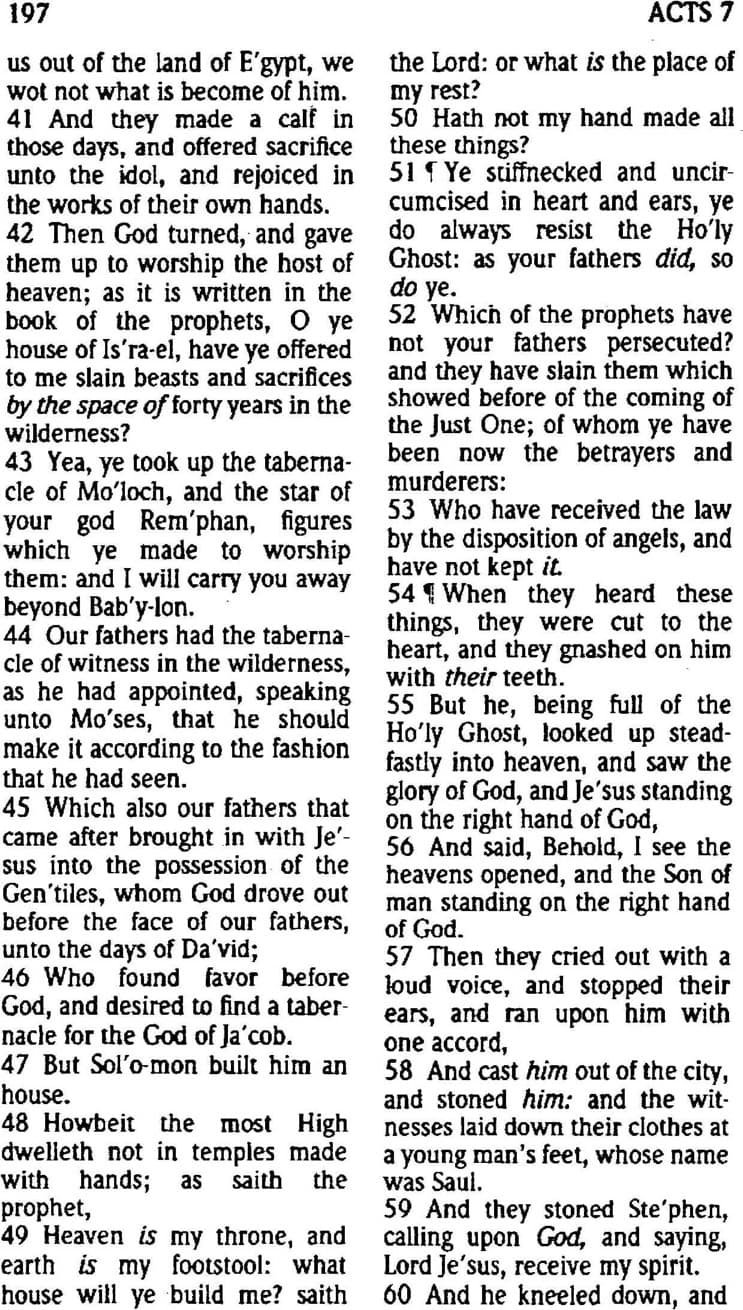 197
ACTS 7
us out of the land of E'gypt, we
wot not what is become of him.
41 And they made a calf in
those days, and offered sacrifice
unto the idol, and rejoiced in
the works of their own hands.
42 Then God turned, and gave
them up to worship the host of
heaven; as it is written in the
book of the prophets, O ye
house of Is'ra-el, have ye offered
to me slain beasts and sacrifices
by the space of forty years in the
wilderness?
43 Yea, ye took up the taberna-
cle of Mo'loch, and the star of
your god Rem'phan, figures
which ye made to worship
them: and I will carry you away
beyond Bab'y-lon.
44 Our fathers had the taberna-
cle of witness in the wilderness,
as he had appointed, speaking
unto Mo'ses, that he should
make it according to the fashion
that he had seen.
45 Which also our fathers that
came after brought in with Je'-
sus into the possession of the
Gen'tiles, whom God drove out
before the face of our fathers,
unto the days of Da'vid;
46 Who found favor before
God, and desired to find a taber-
nacle for the God of Ja'cob.
47 But Sol'o-mon built him an
house.
48 Howbeit the most High
dwelleth not in temples made
with hands; as saith the
prophet,
49 Heaven is my throne, and
earth is my footstool: what
house will ye build me? saith
the Lord: or what is the place of
my rest?
50 Hath not my hand made all
these things?
51 ¶ Ye stiffnecked and uncir-
cumcised in heart and ears, ye
do always resist the Ho'ly
Ghost: as your fathers did, so
do ye.
52 Which of the prophets have
not your fathers persecuted?
and they have slain them which
showed before of the coming of
the Just One; of whom ye have
been now the betrayers and
murderers:
53 Who have received the law
by the disposition of angels, and
have not kept it.
54 ¶ When they heard these
things, they were cut to the
heart, and they gnashed on him
with their teeth.
55 But he, being full of the
Ho'ly Ghost, looked up stead-
fastly into heaven, and saw the
glory of God, and Je'sus standing
on the right hand of God,
56 And said, Behold, I see the
heavens opened, and the Son of
man standing on the right hand
of God.
57 Then they cried out with a
loud voice, and stopped their
ears, and ran upon him with
one accord,
58 And cast him out of the city,
and stoned him: and the wit-
nesses laid down their clothes at
a young man's feet, whose name
was Saul.
59 And they stoned Ste'phen,
calling upon God, and saying,
Lord Je'sus, receive my spirit.
60 And he kneeled down, and